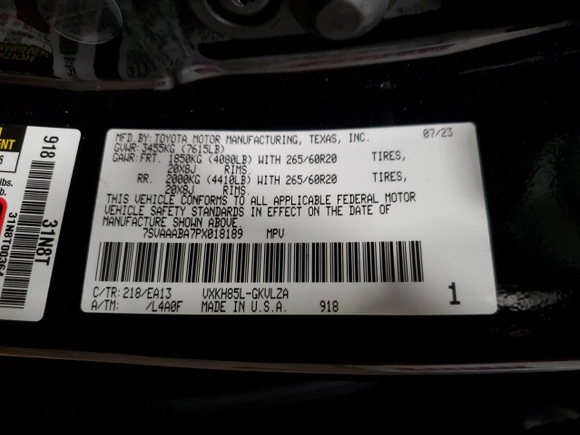 MFD.BY:TOYOTA MOTOR MANUFACTURING, TEXAS, INC. 07/23
GVWR:3455KG (7615LB)
GAWR:FRT. 1850KG (4080LB) WITH 265/60R20 TIRES,
20X8J RIMS.
RR. 2000KG (4410LB) WITH 265/60R20 TIRES,
20X8J RIMS.
THIS VEHICLE CONFORMS TO ALL APPLICABLE FEDERAL MOTOR
VEHICLE SAFETY STANDARDS IN EFFECT ON THE DATE OF
MANUFACTURE SHOWN ABOVE.
7SVAAABA7PX018189 MPV
C/TR:218/EA13 VXKH85L-GKVLZA
A/TM: /L4A0F MADE IN U.S.A. 918
1
918 31N8T
31N8T00364
lbs.